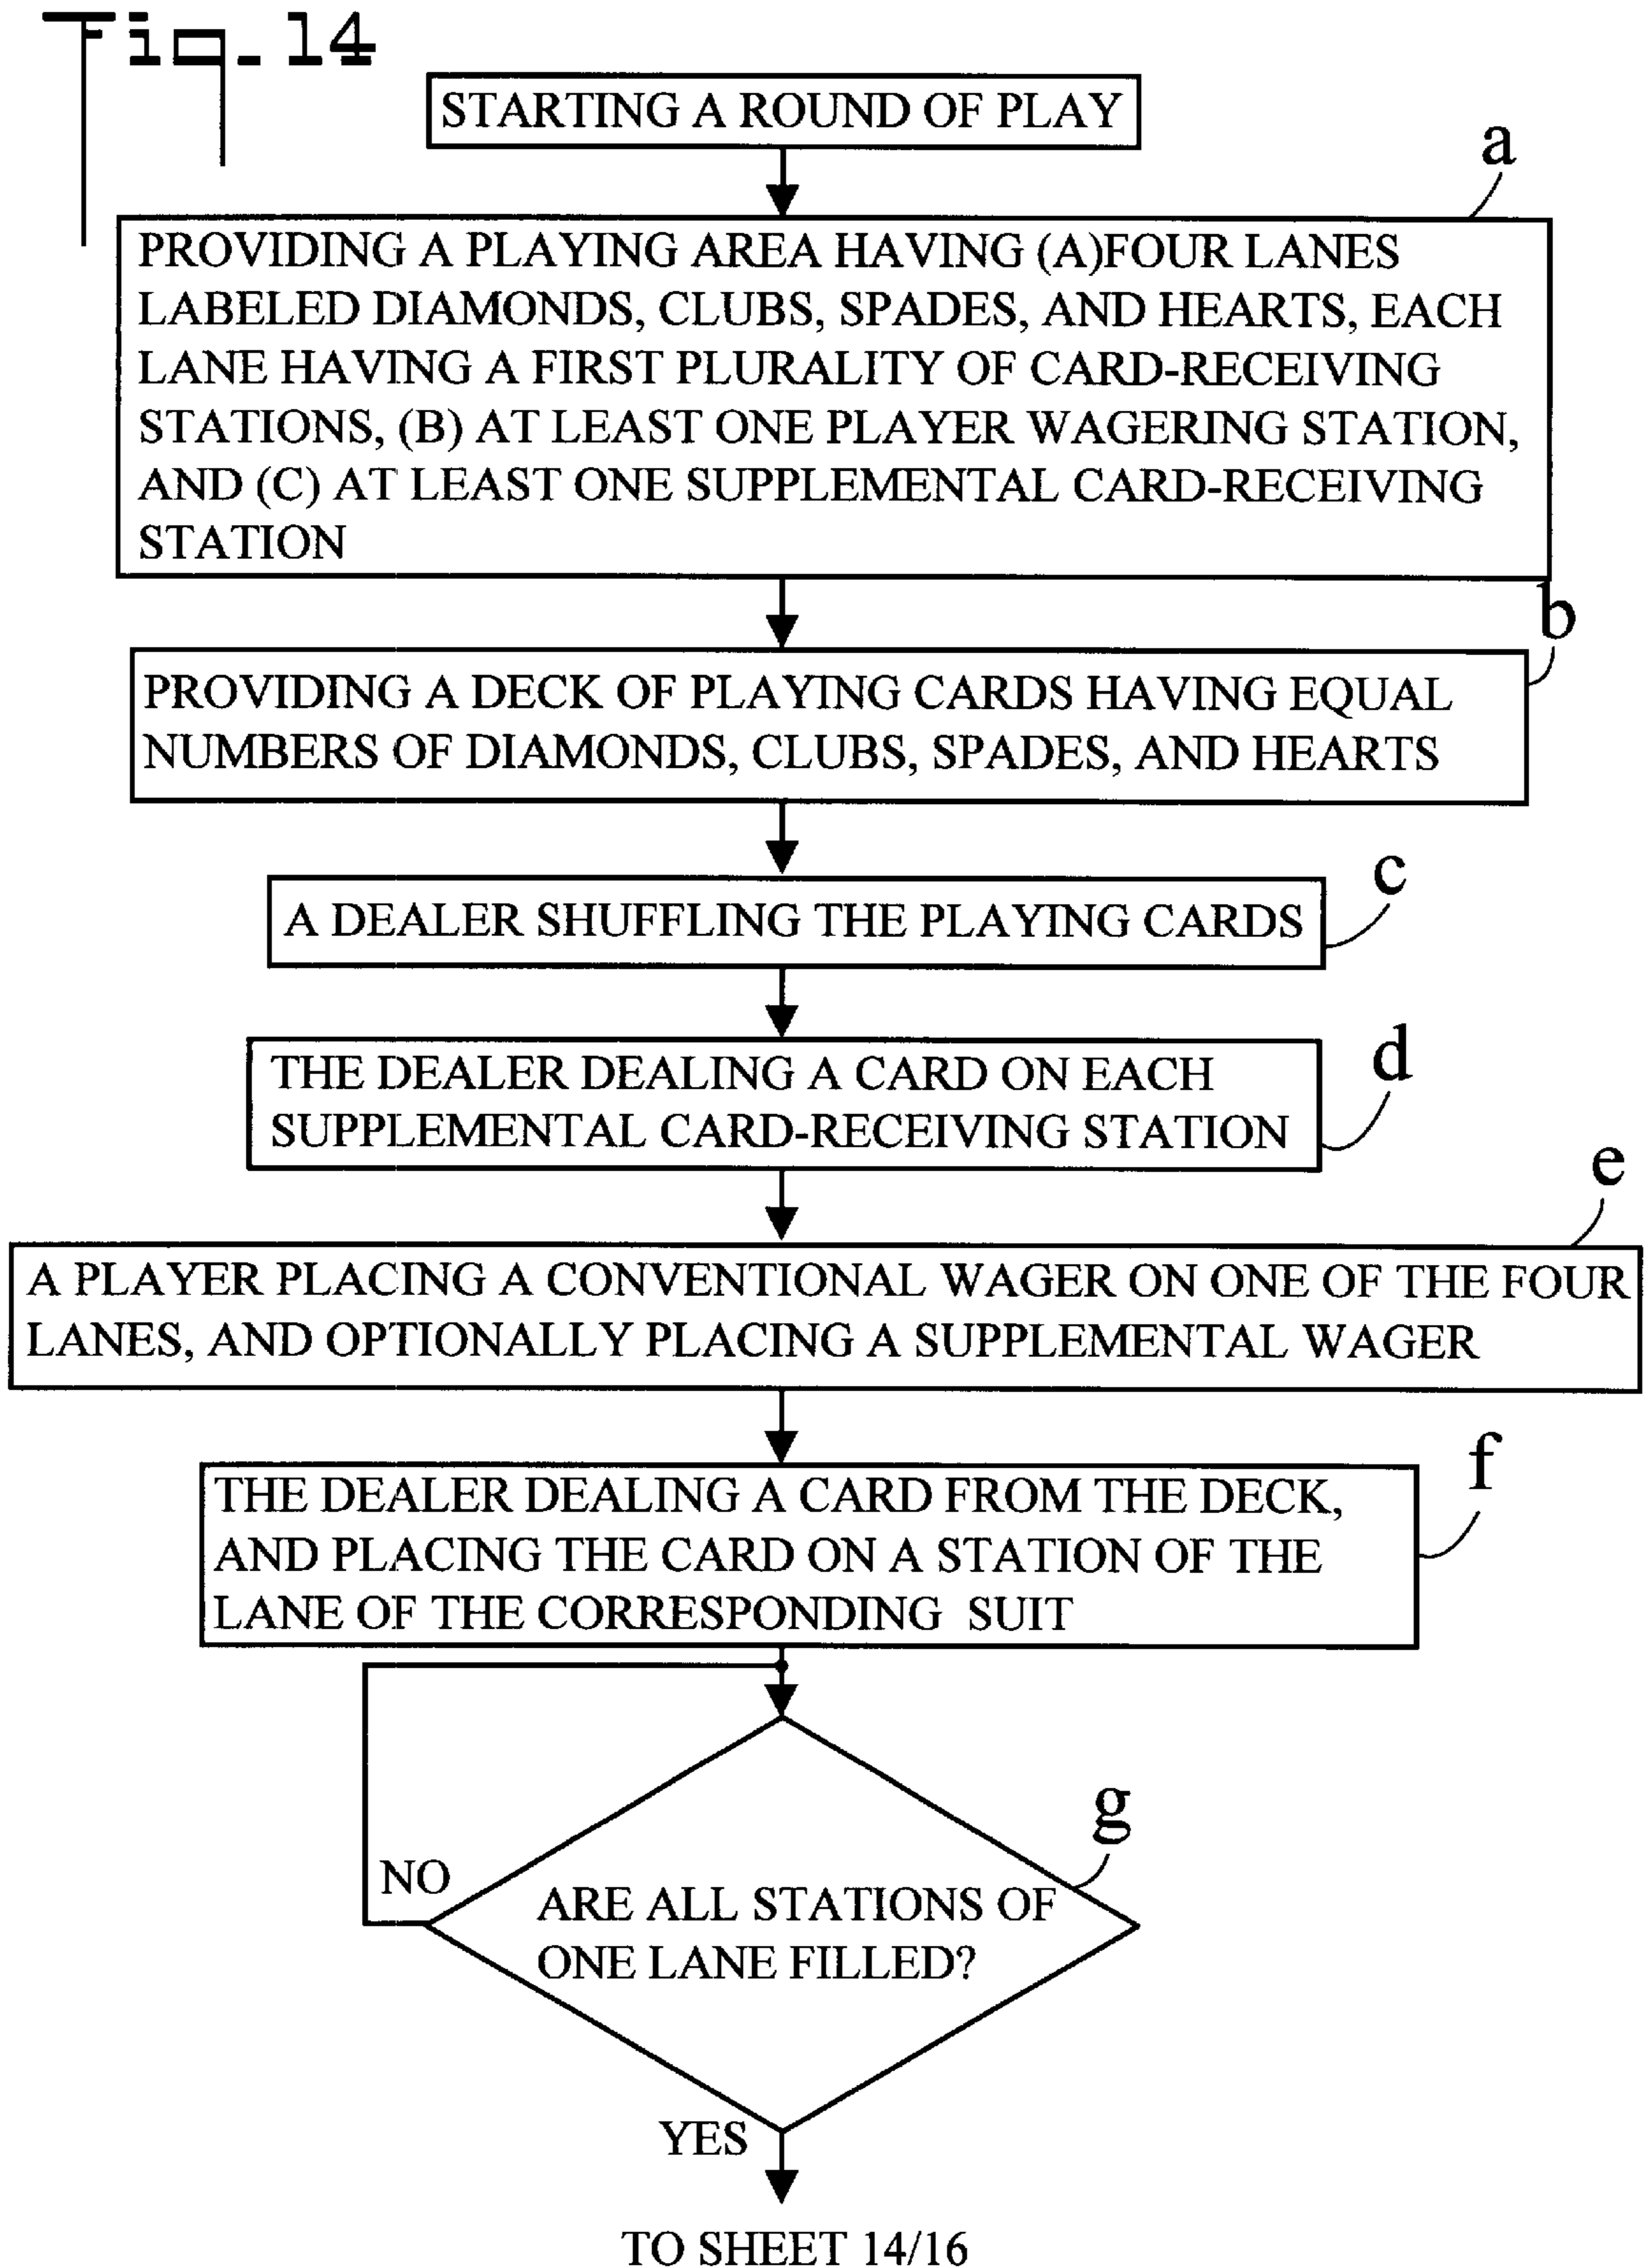 Fig. 14
STARTING A ROUND OF PLAY
a
PROVIDING A PLAYING AREA HAVING (A)FOUR LANES
LABELED DIAMONDS, CLUBS, SPADES, AND HEARTS, EACH
LANE HAVING A FIRST PLURALITY OF CARD-RECEIVING
STATIONS, (B) AT LEAST ONE PLAYER WAGERING STATION,
AND (C) AT LEAST ONE SUPPLEMENTAL CARD-RECEIVING
STATION
b
PROVIDING A DECK OF PLAYING CARDS HAVING EQUAL
NUMBERS OF DIAMONDS, CLUBS, SPADES, AND HEARTS
c
A DEALER SHUFFLING THE PLAYING CARDS
d
THE DEALER DEALING A CARD ON EACH
SUPPLEMENTAL CARD-RECEIVING STATION
e
A PLAYER PLACING A CONVENTIONAL WAGER ON ONE OF THE FOUR
LANES, AND OPTIONALLY PLACING A SUPPLEMENTAL WAGER
f
THE DEALER DEALING A CARD FROM THE DECK,
AND PLACING THE CARD ON A STATION OF THE
LANE OF THE CORRESPONDING SUIT
g
NO
ARE ALL STATIONS OF
ONE LANE FILLED?
YES
TO SHEET 14/16